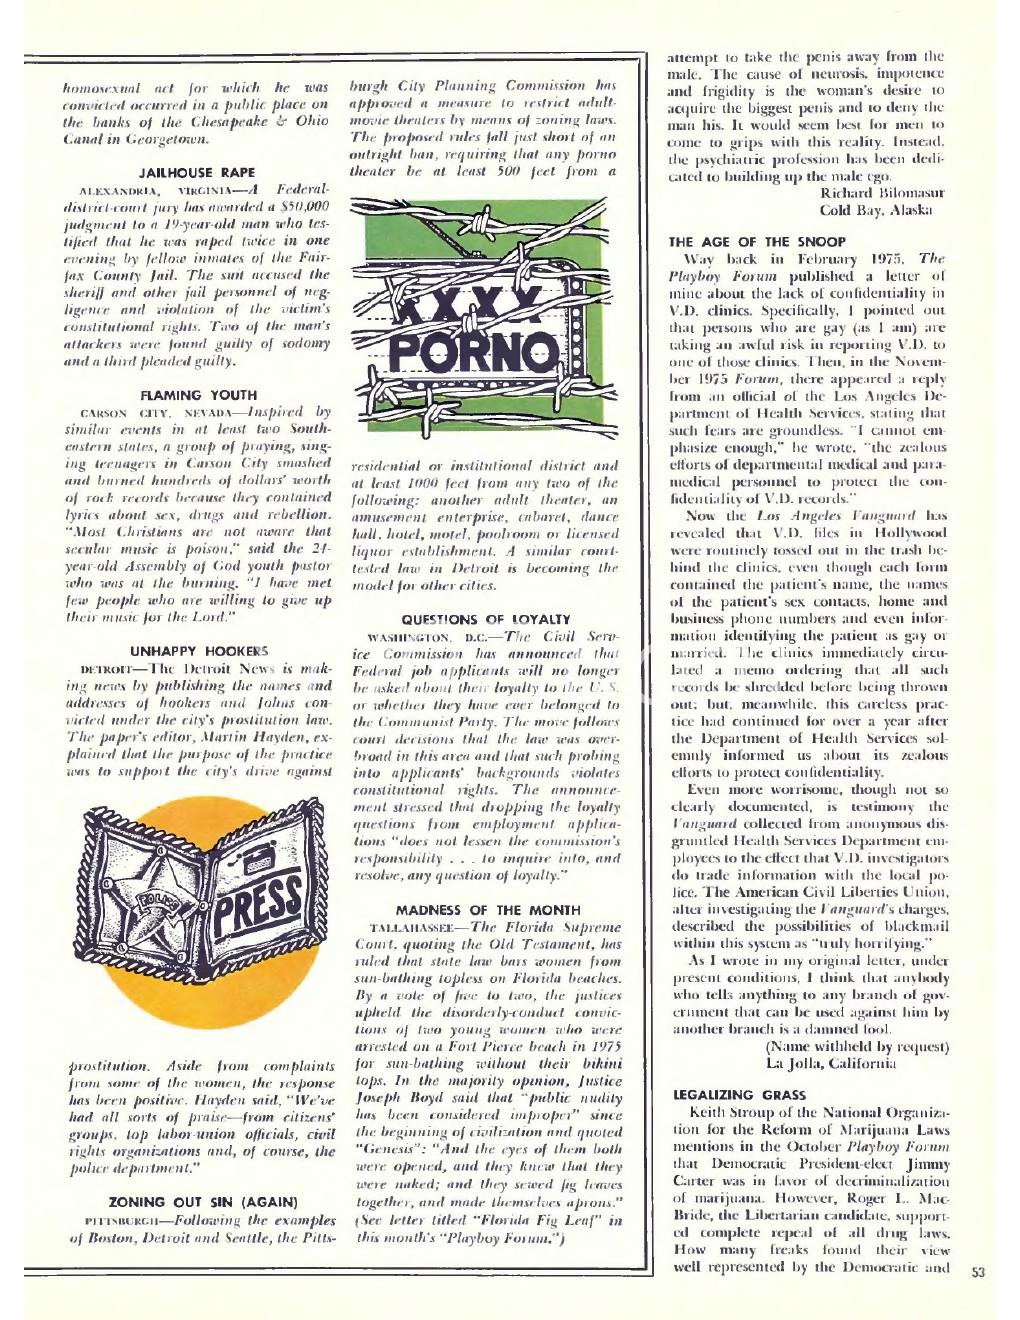 homosexual act for which he was
convicted occurred in a public place on
the banks of the Chesapeake & Ohio
Canal in Georgetown.
JAILHOUSE RAPE
ALEXANDRIA, VIRGINIA—A Federal-
district-court jury has awarded a $50,000
judgment to a 19-year-old man who tes-
tified that he was raped twice in one
evening by fellow inmates of the Fair-
fax County Jail. The suit accused the
sheriff and other jail personnel of neg-
ligence and violation of the victim's
constitutional rights. Two of the man's
attackers were found guilty of sodomy
and a third pleaded guilty.
FLAMING YOUTH
CARSON CITY, NEVADA—Inspired by
similar events in at least two South-
eastern states, a group of praying, sing-
ing teenagers in Carson City smashed
and burned hundreds of dollars' worth
of rock records because they contained
lyrics about sex, drugs and rebellion.
"Most Christians are not aware that
secular music is poison," said the 24-
year-old Assembly of God youth pastor
who was at the burning. "I have met
few people who are willing to give up
their music for the Lord."
UNHAPPY HOOKERS
DETROIT—The Detroit News is mak-
ing news by publishing the names and
addresses of hookers and Johns con-
victed under the city's prostitution law.
The paper's editor, Martin Hayden, ex-
plained that the purpose of the practice
was to support the city's drive against
POLICE
PRESS
prostitution. Aside from complaints
from some of the women, the response
has been positive. Hayden said, "We've
had all sorts of praise—from citizens'
groups, top labor-union officials, civil
rights organizations and, of course, the
police department."
ZONING OUT SIN (AGAIN)
PITTSBURGH—Following the examples
of Boston, Detroit and Seattle, the Pitts-
burgh City Planning Commission has
approved a measure to restrict adult-
movie theaters by means of zoning laws.
The proposed rules fall just short of an
outright ban, requiring that any porno
theater be at least 500 feet from a
XXXX
PORNO
residential or institutional district and
at least 1000 feet from any two of the
following: another adult theater, an
amusement enterprise, cabaret, dance
hall, hotel, motel, poolroom or licensed
liquor establishment. A similar court-
tested law in Detroit is becoming the
model for other cities.
QUESTIONS OF LOYALTY
WASHINGTON, D.C.—The Civil Serv-
ice Commission has announced that
Federal job applicants will no longer
be asked about their loyalty to the U. S.
or whether they have ever belonged to
the Communist Party. The move follows
court decisions that the law was over-
broad in this area and that such probing
into applicants' backgrounds violates
constitutional rights. The announce-
ment stressed that dropping the loyalty
questions from employment applica-
tions "does not lessen the commission's
responsibility . . . to inquire into, and
resolve, any question of loyalty."
MADNESS OF THE MONTH
TALLAHASSEE—The Florida Supreme
Court, quoting the Old Testament, has
ruled that state law bars women from
sun-bathing topless on Florida beaches.
By a vote of five to two, the justices
upheld the disorderly-conduct convic-
tions of two young women who were
arrested on a Fort Pierce beach in 1975
for sun-bathing without their bikini
tops. In the majority opinion, Justice
Joseph Boyd said that "public nudity
has been considered improper" since
the beginning of civilization and quoted
"Genesis": "And the eyes of them both
were opened, and they knew that they
were naked; and they sewed fig leaves
together, and made themselves aprons."
(See letter titled "Florida Fig Leaf" in
this month's "Playboy Forum.")
attempt to take the penis away from the
male. The cause of neurosis, impotence
and frigidity is the woman's desire to
acquire the biggest penis and to deny the
man his. It would seem best for men to
come to grips with this reality. Instead,
the psychiatric profession has been dedi-
cated to building up the male ego.
Richard Bilomasur
Cold Bay, Alaska
THE AGE OF THE SNOOP
Way back in February 1975, The
Playboy Forum published a letter of
mine about the lack of confidentiality in
V.D. clinics. Specifically, I pointed out
that persons who are gay (as I am) are
taking an awful risk in reporting V.D. to
one of those clinics. Then, in the Novem-
ber 1975 Forum, there appeared a reply
from an official of the Los Angeles De-
partment of Health Services, stating that
such fears are groundless. "I cannot em-
phasize enough," he wrote, "the zealous
efforts of departmental medical and para-
medical personnel to protect the con-
fidentiality of V.D. records."
Now the Los Angeles Vanguard has
revealed that V.D. files in Hollywood
were routinely tossed out in the trash be-
hind the clinics, even though each form
contained the patient's name, the names
of the patient's sex contacts, home and
business phone numbers and even infor-
mation identifying the patient as gay or
married. The clinics immediately circu-
lated a memo ordering that all such
records be shredded before being thrown
out; but, meanwhile, this careless prac-
tice had continued for over a year after
the Department of Health Services sol-
emnly informed us about its zealous
efforts to protect confidentiality.
Even more worrisome, though not so
clearly documented, is testimony the
Vanguard collected from anonymous dis-
gruntled Health Services Department em-
ployees to the effect that V.D. investigators
do trade information with the local po-
lice. The American Civil Liberties Union,
after investigating the Vanguard's charges,
described the possibilities of blackmail
within this system as "truly horrifying."
As I wrote in my original letter, under
present conditions, I think that anybody
who tells anything to any branch of gov-
ernment that can be used against him by
another branch is a damned fool.
(Name withheld by request)
La Jolla, California
LEGALIZING GRASS
Keith Stroup of the National Organiza-
tion for the Reform of Marijuana Laws
mentions in the October Playboy Forum
that Democratic President-elect Jimmy
Carter was in favor of decriminalization
of marijuana. However, Roger L. Mac-
Bride, the Libertarian candidate, support-
ed complete repeal of all drug laws.
How many freaks found their view
well represented by the Democratic and
53